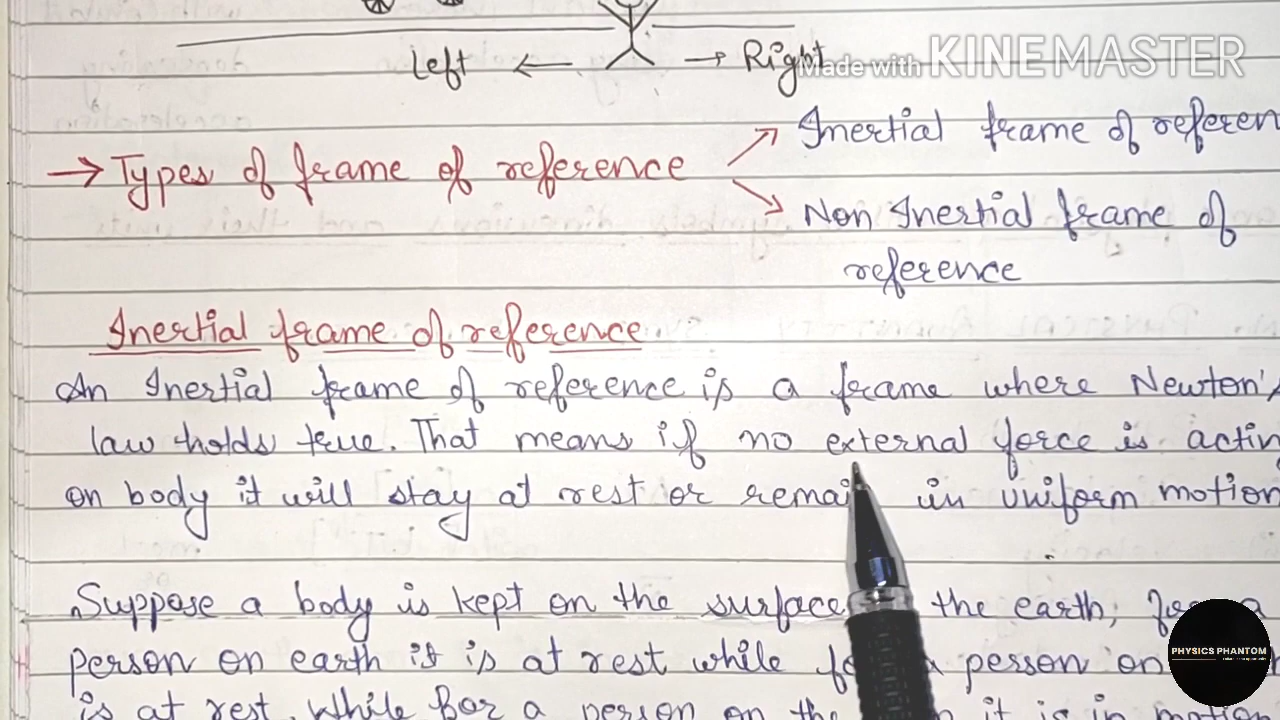 Left ← → Right
Made with KINEMASTER
→ Types of frame of reference
Inertial frame of referen
Non Inertial frame of
reference
Inertial frame of reference
An Inertial frame of reference is a frame where Newton's
law holds true. That means if no external force is actin
on body it will stay at rest or remain in uniform motion
Suppose a body is kept on the surface the earth, for a
person on earth it is at rest while for a person on
is at rest. While for a person on the it is in motion
PHYSICS PHANTOM